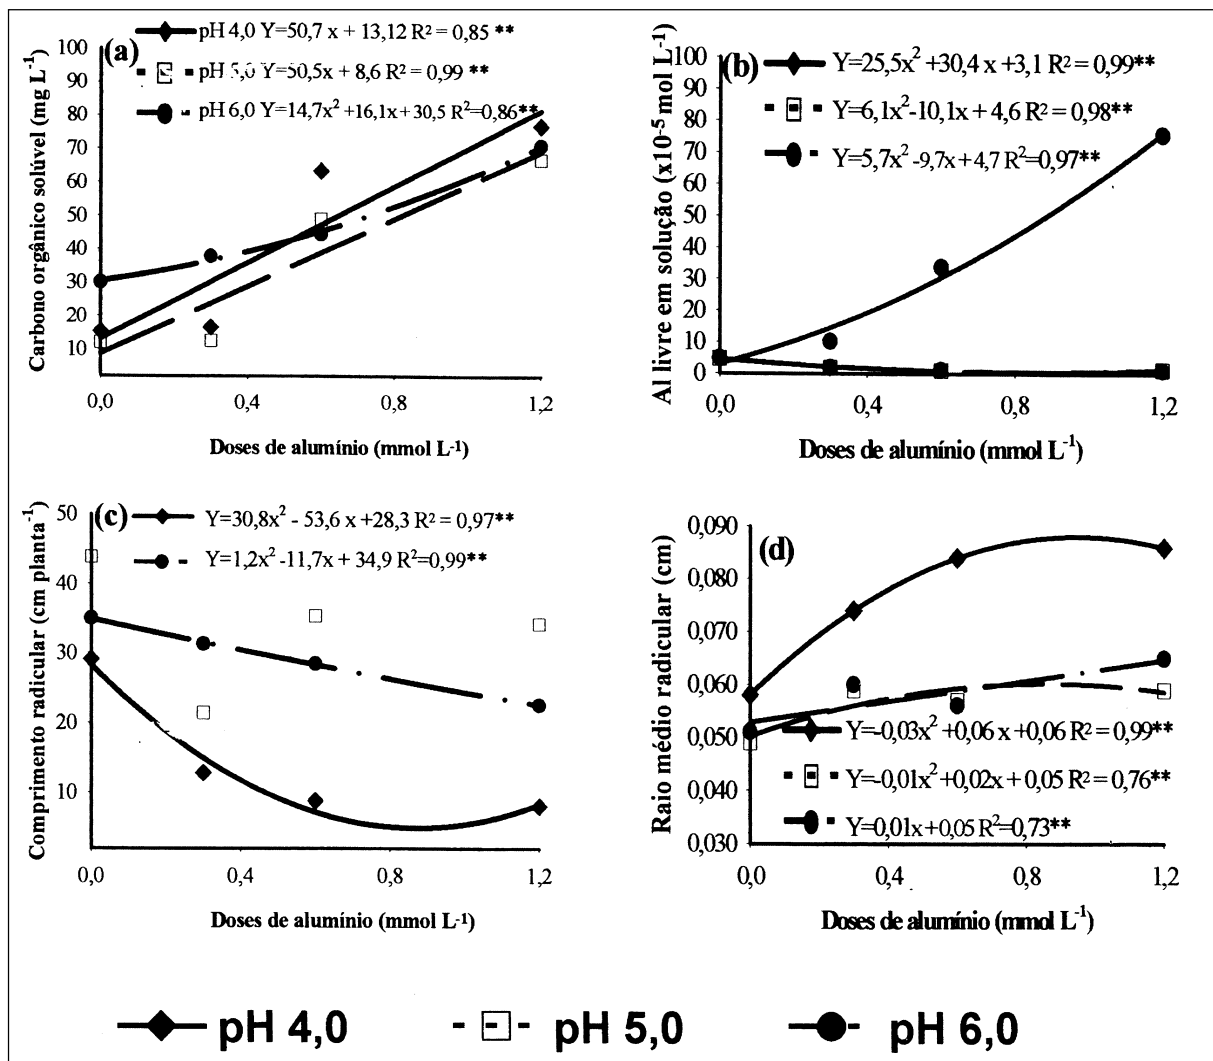 (a)
pH 4,0 Y=50,7 x + 13,12 R² = 0,85 **
pH 5,0 Y=50,5x + 8,6 R² = 0,99 **
pH 6,0 Y=14,7x² +16,1x+ 30,5 R²=0,86**
Carbono orgânico solúvel (mg L⁻¹)
100
90
80
70
60
50
40
30
20
10
0,0 0,4 0,8 1,2
Doses de alumínio (mmol L⁻¹)
(b)
Y=25,5x² +30,4 x +3,1 R² = 0,99**
Y=6,1x²-10,1x + 4,6 R² = 0,98**
Y=5,7x² -9,7x + 4,7 R²=0,97**
Al livre em solução (x10⁻⁵ mol L⁻¹)
100
90
80
70
60
50
40
30
20
10
0
0,0 0,4 0,8 1,2
Doses de alumínio (mmol L⁻¹)
(c)
Y=30,8x² - 53,6 x +28,3 R² = 0,97**
Y=1,2x² -11,7x + 34,9 R²=0,99**
Comprimento radicular (cm planta⁻¹)
50
40
30
20
10
0,0 0,4 0,8 1,2
Doses de alumínio (mmol L⁻¹)
(d)
Raio médio radicular (cm)
0,090
0,080
0,070
0,060
0,050
0,040
0,030
Y=-0,03x² +0,06 x +0,06 R² = 0,99**
Y=-0,01x² +0,02x + 0,05 R² = 0,76**
Y=0,01x+0,05 R²=0,73**
0,0 0,4 0,8 1,2
Doses de alumínio (mmol L⁻¹)
pH 4,0 pH 5,0 pH 6,0